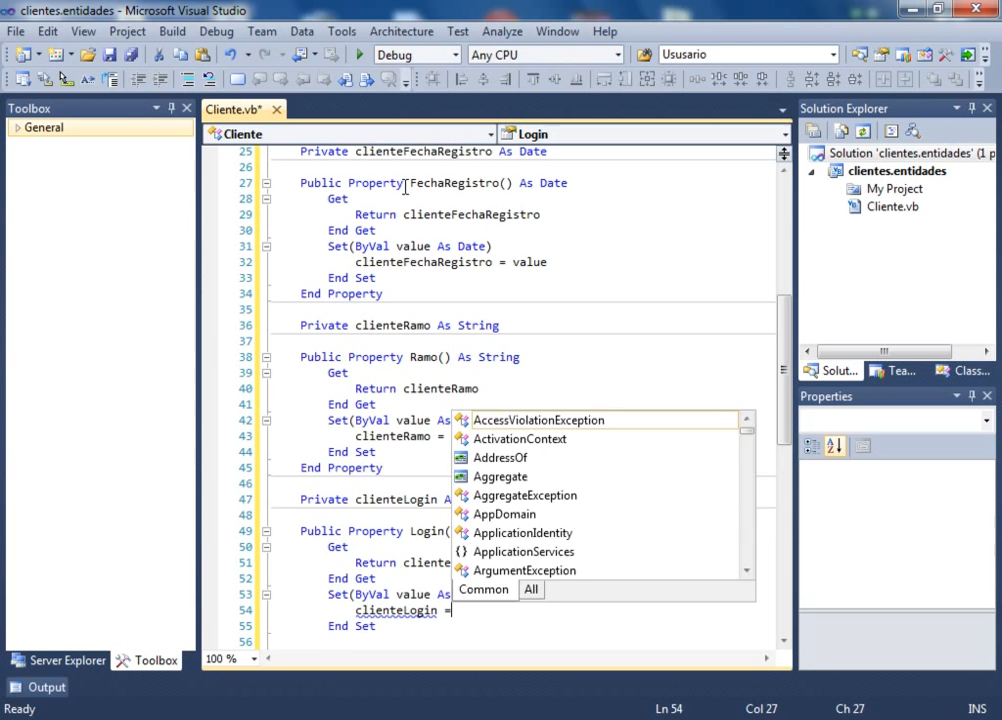 clientes.entidades - Microsoft Visual Studio
File Edit View Project Build Debug Team Data Tools Architecture Test Analyze Window Help
Debug Any CPU Ususario
Toolbox
General
Cliente.vb*
Cliente Login
25 Private clienteFechaRegistro As Date
26
27 Public Property FechaRegistro() As Date
28 Get
29 Return clienteFechaRegistro
30 End Get
31 Set(ByVal value As Date)
32 clienteFechaRegistro = value
33 End Set
34 End Property
35
36 Private clienteRamo As String
37
38 Public Property Ramo() As String
39 Get
40 Return clienteRamo
41 End Get
42 Set(ByVal value As
43 clienteRamo =
44 End Set
45 End Property
46
47 Private clienteLogin A
48
49 Public Property Login(
50 Get
51 Return cliente
52 End Get
53 Set(ByVal value As
54 clienteLogin =
55 End Set
56
AccessViolationException
ActivationContext
AddressOf
Aggregate
AggregateException
AppDomain
ApplicationIdentity
{} ApplicationServices
ArgumentException
Common All
100 %
Solution Explorer
Solution 'clientes.entidades' (1 p
clientes.entidades
My Project
Cliente.vb
Solut... Tea... Class...
Properties
Server Explorer Toolbox
Output
Ready Ln 54 Col 27 Ch 27 INS